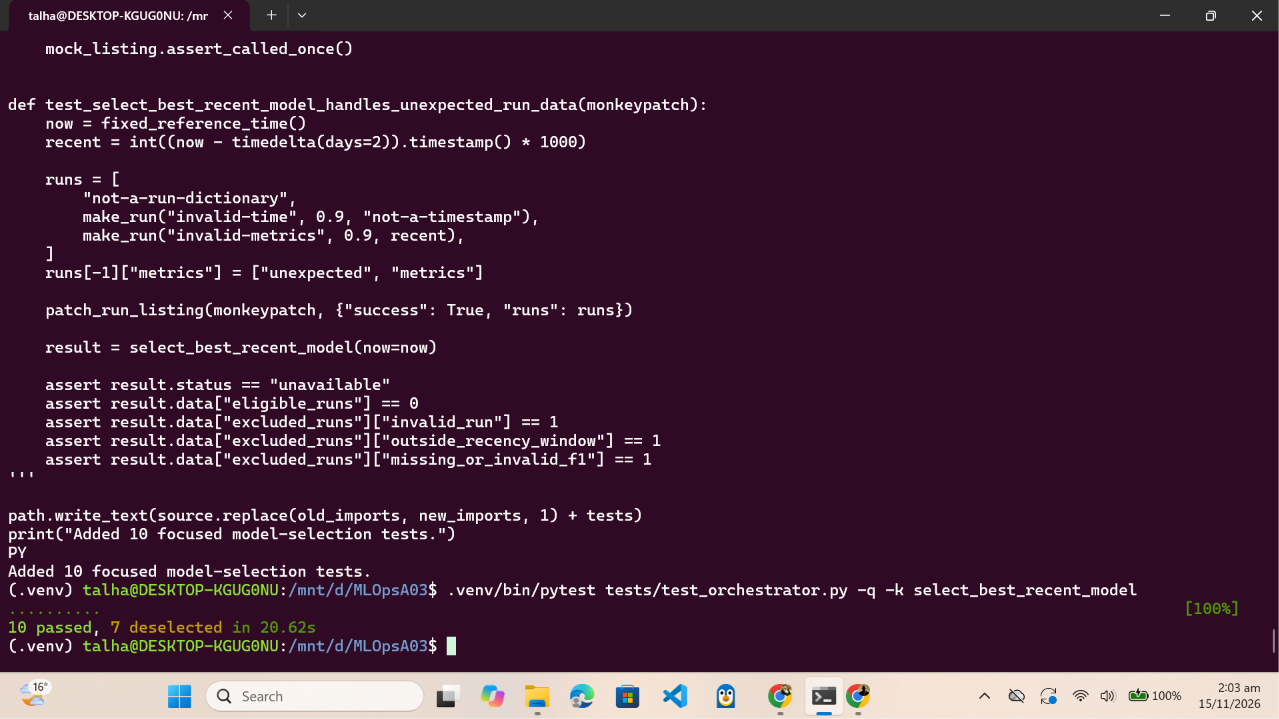 talha@DESKTOP-KGUG0NU: /mr
    mock_listing.assert_called_once()
def test_select_best_recent_model_handles_unexpected_run_data(monkeypatch):
    now = fixed_reference_time()
    recent = int((now - timedelta(days=2)).timestamp() * 1000)
    runs = [
        "not-a-run-dictionary",
        make_run("invalid-time", 0.9, "not-a-timestamp"),
        make_run("invalid-metrics", 0.9, recent),
    ]
    runs[-1]["metrics"] = ["unexpected", "metrics"]
    patch_run_listing(monkeypatch, {"success": True, "runs": runs})
    result = select_best_recent_model(now=now)
    assert result.status == "unavailable"
    assert result.data["eligible_runs"] == 0
    assert result.data["excluded_runs"]["invalid_run"] == 1
    assert result.data["excluded_runs"]["outside_recency_window"] == 1
    assert result.data["excluded_runs"]["missing_or_invalid_f1"] == 1
'''
path.write_text(source.replace(old_imports, new_imports, 1) + tests)
print("Added 10 focused model-selection tests.")
PY
Added 10 focused model-selection tests.
(.venv) talha@DESKTOP-KGUG0NU:/mnt/d/MLOpsA03$ .venv/bin/pytest tests/test_orchestrator.py -q -k select_best_recent_model
.......... [100%]
10 passed, 7 deselected in 20.62s
(.venv) talha@DESKTOP-KGUG0NU:/mnt/d/MLOpsA03$
16°
Search
100%
2:03 am
15/11/2026